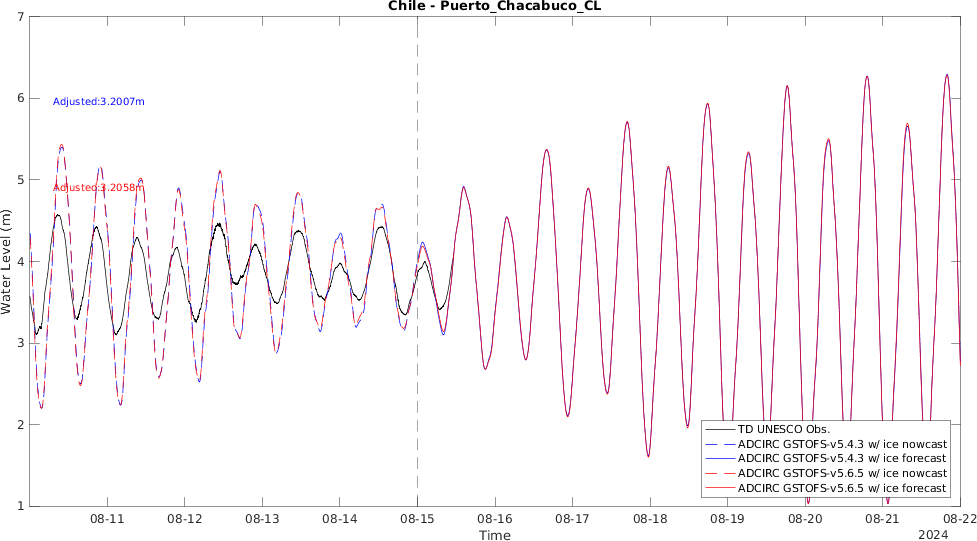 Chile - Puerto_Chacabuco_CL
7
6
5
4
3
2
1
Water Level (m)
Adjusted:3.2007m
Adjusted:3.2058m
TD UNESCO Obs.
ADCIRC GSTOFS-v5.4.3 w/ ice nowcast
ADCIRC GSTOFS-v5.4.3 w/ ice forecast
ADCIRC GSTOFS-v5.6.5 w/ ice nowcast
ADCIRC GSTOFS-v5.6.5 w/ ice forecast
08-11 08-12 08-13 08-14 08-15 08-16 08-17 08-18 08-19 08-20 08-21 08-22
Time
2024